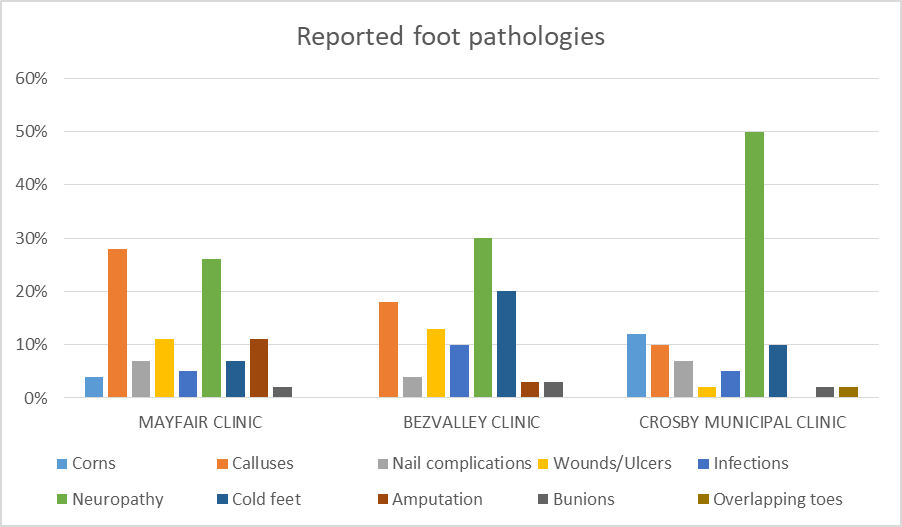 Reported foot pathologies
60%
50%
40%
30%
20%
10%
0%
MAYFAIR CLINIC BEZVALLEY CLINIC CROSBY MUNICIPAL CLINIC
Corns Calluses Nail complications Wounds/Ulcers Infections
Neuropathy Cold feet Amputation Bunions Overlapping toes